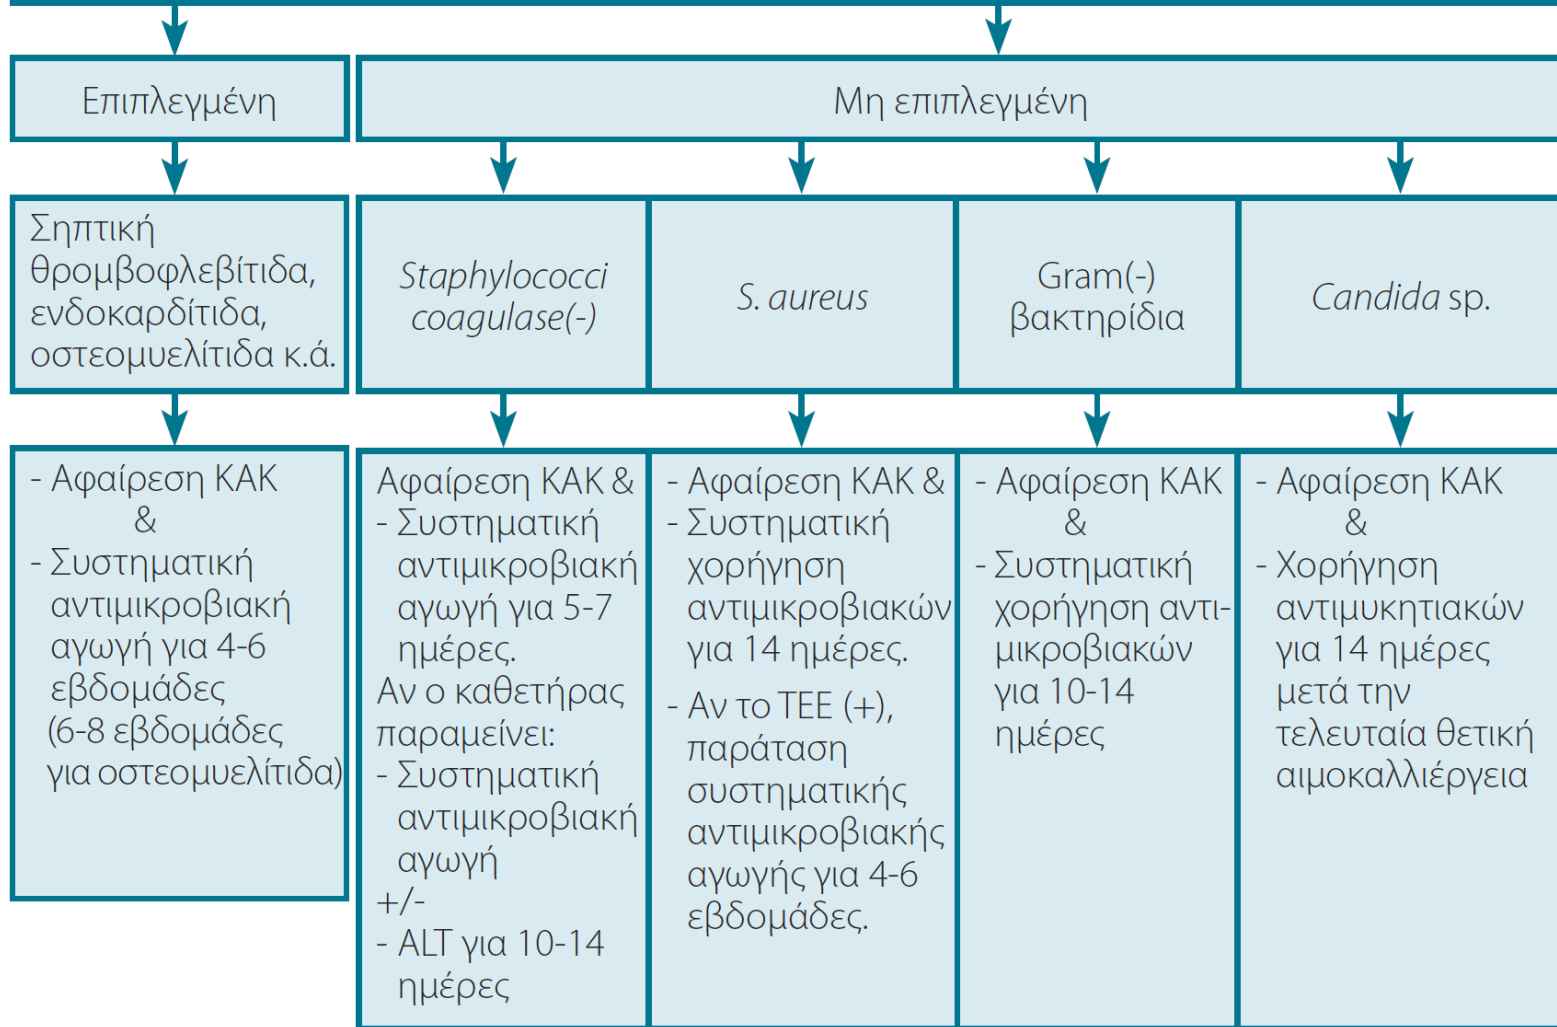 Επιπλεγμένη
Μη επιπλεγμένη
Σηπτική
θρομβοφλεβίτιδα,
ενδοκαρδίτιδα,
οστεομυελίτιδα κ.ά.
Staphylococci
coagulase(-)
S. aureus
Gram(-)
βακτηρίδια
Candida sp.
- Αφαίρεση ΚΑΚ
&
- Συστηματική
αντιμικροβιακή
αγωγή για 4-6
εβδομάδες
(6-8 εβδομάδες
για οστεομυελίτιδα)
Αφαίρεση ΚΑΚ &
- Συστηματική
αντιμικροβιακή
αγωγή για 5-7
ημέρες.
Αν ο καθετήρας
παραμείνει:
- Συστηματική
αντιμικροβιακή
αγωγή
+/-
- ALT για 10-14
ημέρες
- Αφαίρεση ΚΑΚ &
- Συστηματική
χορήγηση
αντιμικροβιακών
για 14 ημέρες.
- Αν το ΤΕΕ (+),
παράταση
συστηματικής
αντιμικροβιακής
αγωγής για 4-6
εβδομάδες.
- Αφαίρεση ΚΑΚ
&
- Συστηματική
χορήγηση αντι-
μικροβιακών
για 10-14
ημέρες
- Αφαίρεση ΚΑΚ
&
- Χορήγηση
αντιμυκητιακών
για 14 ημέρες
μετά την
τελευταία θετική
αιμοκαλλιέργεια